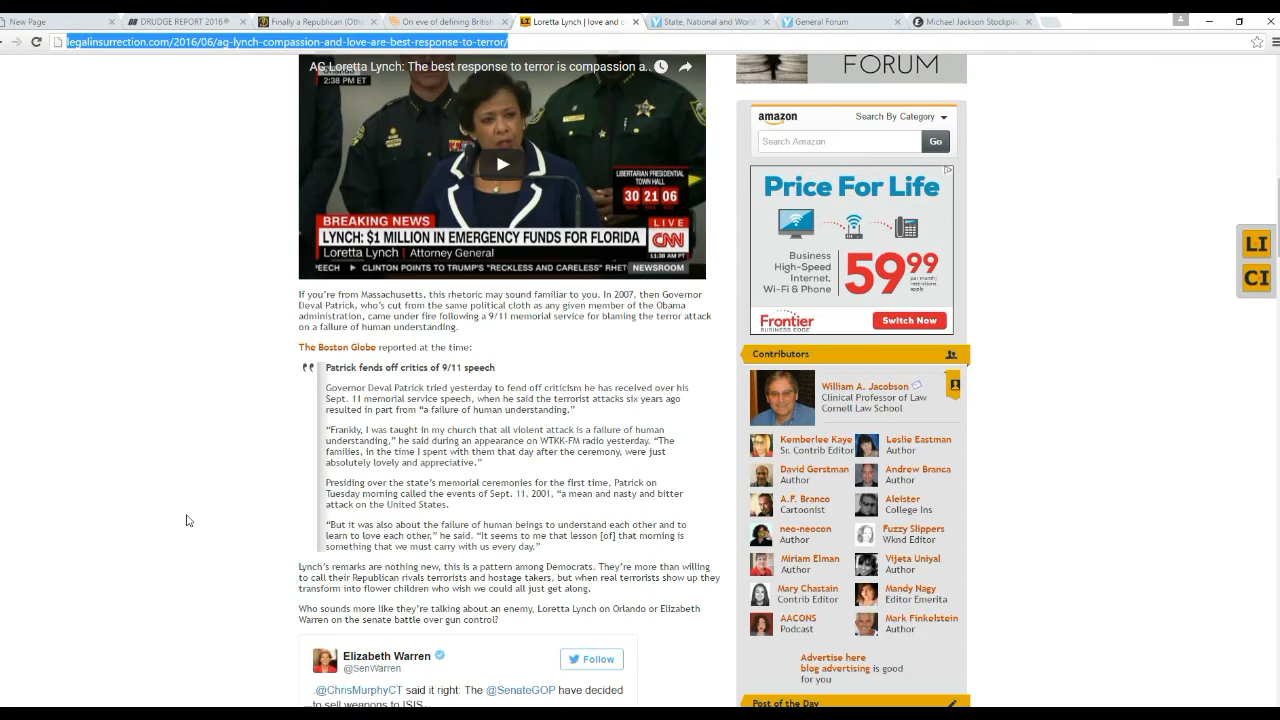 New Page
DRUDGE REPORT 2016®
Finally a Republican (Othe
On eve of defining British
Loretta Lynch | love and c
State, National and World
General Forum
Michael Jackson Stockpile
legalinsurrection.com/2016/06/ag-lynch-compassion-and-love-are-best-response-to-terror/
AG Loretta Lynch: The best response to terror is compassion a...
2:38 PM ET
LIBERTARIAN PRESIDENTIAL
TOWN HALL
30 21 06
BREAKING NEWS
LIVE
LYNCH: $1 MILLION IN EMERGENCY FUNDS FOR FLORIDA
CNN
Loretta Lynch | Attorney General
11:38 AM PT
PEECH ▶ CLINTON POINTS TO TRUMP'S "RECKLESS AND CARELESS" RHET
NEWSROOM
If you're from Massachusetts, this rhetoric may sound familiar to you. In 2007, then Governor
Deval Patrick, who's cut from the same political cloth as any given member of the Obama
administration, came under fire following a 9/11 memorial service for blaming the terror attack
on a failure of human understanding.
The Boston Globe reported at the time:
Patrick fends off critics of 9/11 speech
Governor Deval Patrick tried yesterday to fend off criticism he has received over his
Sept. 11 memorial service speech, when he said the terrorist attacks six years ago
resulted in part from "a failure of human understanding."
"Frankly, I was taught in my church that all violent attack is a failure of human
understanding," he said during an appearance on WTKK-FM radio yesterday. "The
families, in the time I spent with them that day after the ceremony, were just
absolutely lovely and appreciative."
Presiding over the state's memorial ceremonies for the first time, Patrick on
Tuesday morning called the events of Sept. 11, 2001, "a mean and nasty and bitter
attack on the United States.
"But it was also about the failure of human beings to understand each other and to
learn to love each other," he said. "It seems to me that lesson [of] that morning is
something that we must carry with us every day."
Lynch's remarks are nothing new, this is a pattern among Democrats. They're more than willing
to call their Republican rivals terrorists and hostage takers, but when real terrorists show up they
transform into flower children who wish we could all just get along.
Who sounds more like they're talking about an enemy, Loretta Lynch on Orlando or Elizabeth
Warren on the senate battle over gun control?
Elizabeth Warren
@SenWarren
Follow
.@ChrisMurphyCT said it right: The @SenateGOP have decided
to sell weapons to ISIS.
FORUM
amazon
Search By Category
Search Amazon
Go
Price For Life
Business
High-Speed
Internet,
Wi-Fi & Phone
59.99
per month;
restrictions
apply
Frontier
BUSINESS EDGE
Switch Now
LI
CI
Contributors
William A. Jacobson
Clinical Professor of Law
Cornell Law School
Kemberlee Kaye
Sr. Contrib Editor
Leslie Eastman
Author
David Gerstman
Author
Andrew Branca
Author
A.F. Branco
Cartoonist
Aleister
College Ins
neo-neocon
Author
Fuzzy Slippers
Wknd Editor
Miriam Elman
Author
Vijeta Uniyal
Author
Mary Chastain
Contrib Editor
Mandy Nagy
Editor Emerita
AACONS
Podcast
Mark Finkelstein
Author
Advertise here
blog advertising is good
for you
Post of the Day